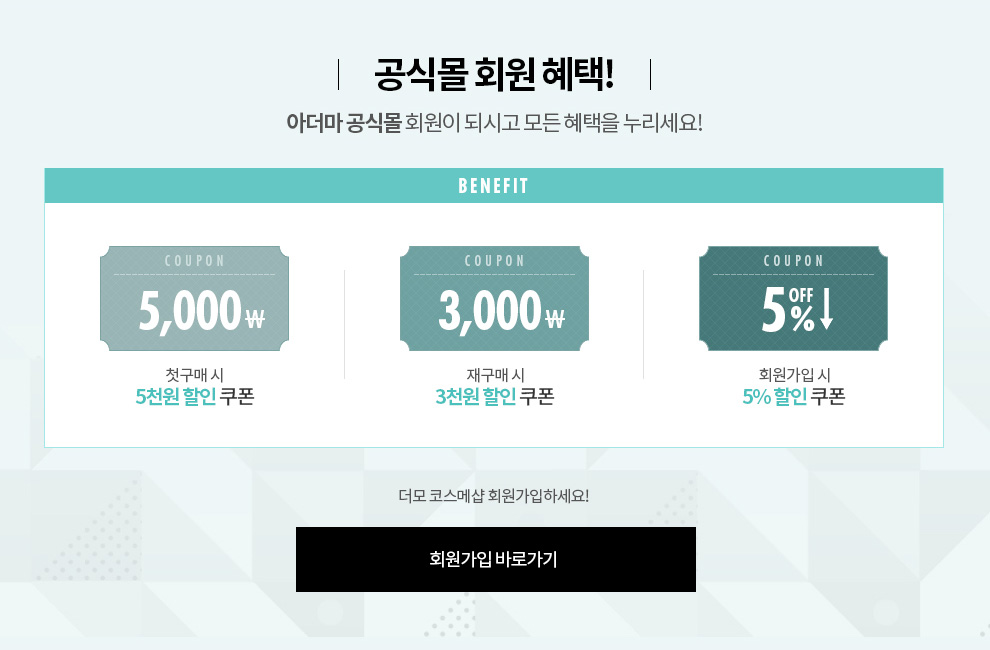 공식몰 회원 혜택!
아더마 공식몰 회원이 되시고 모든 혜택을 누리세요!
BENEFIT
COUPON
5,000₩
첫구매 시
5천원 할인 쿠폰
COUPON
3,000₩
재구매 시
3천원 할인 쿠폰
COUPON
5% OFF↓
회원가입 시
5% 할인 쿠폰
더모 코스메샵 회원가입하세요!
회원가입 바로가기